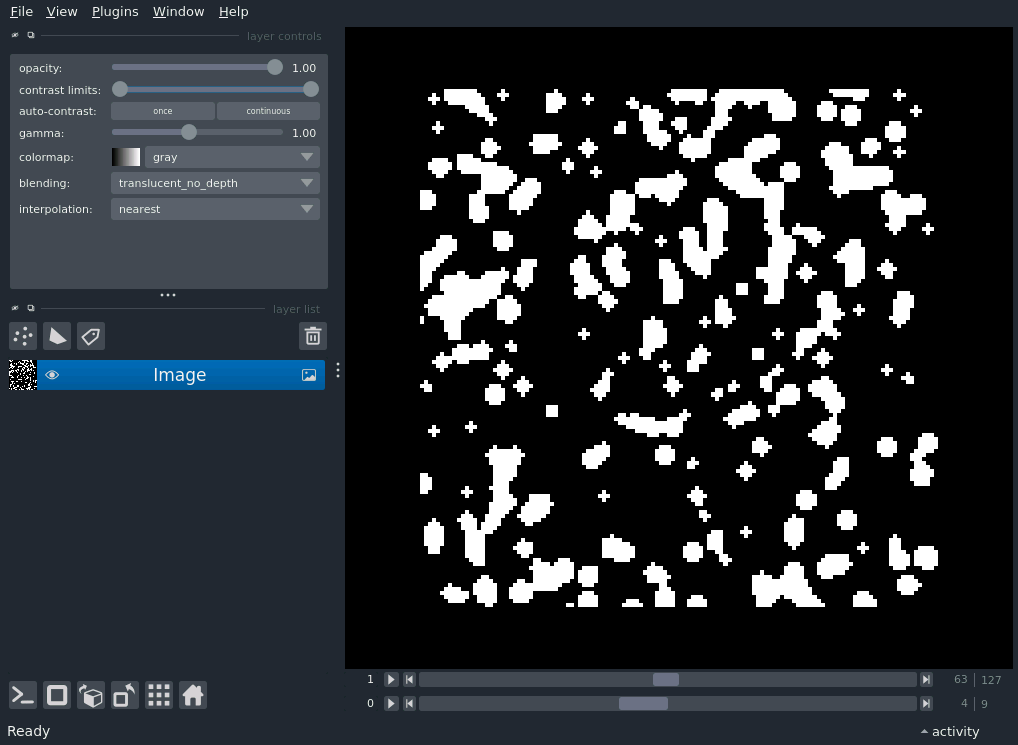 File View Plugins Window Help
layer controls
opacity: 1.00
contrast limits:
auto-contrast: once continuous
gamma: 1.00
colormap: gray
blending: translucent_no_depth
interpolation: nearest
layer list
Image
1 63 127
0 4 9
Ready activity